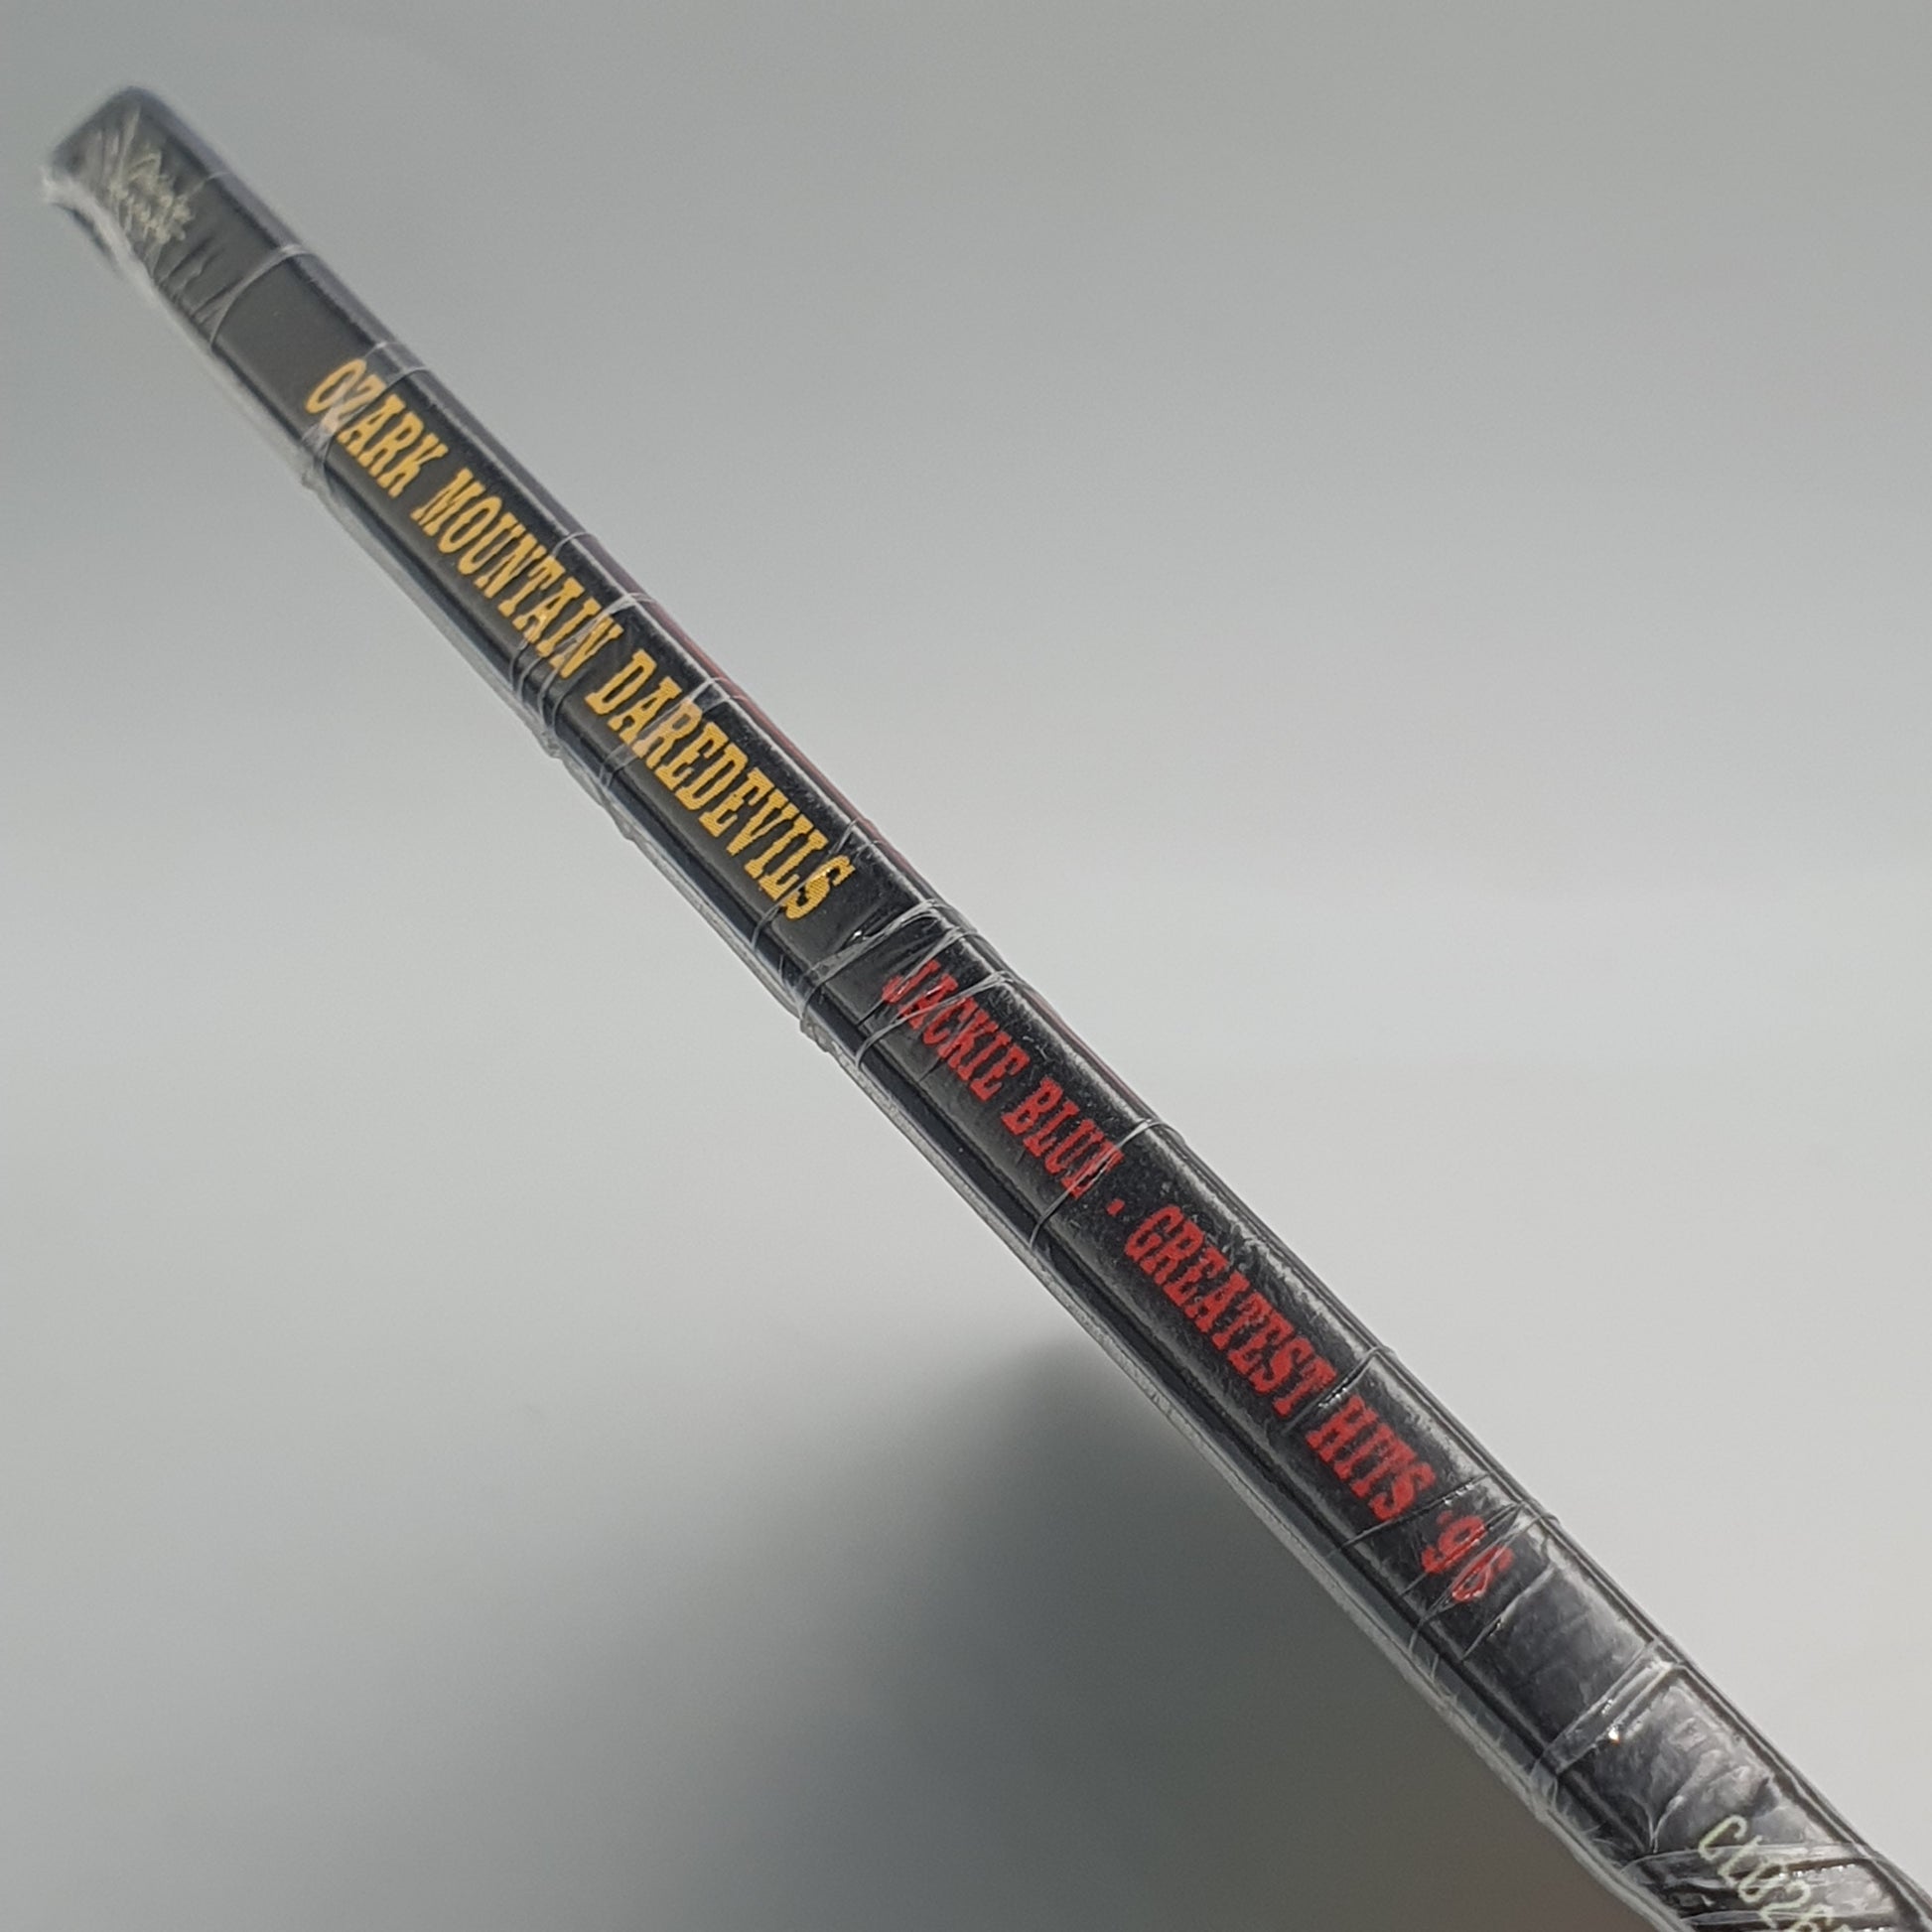 OZARK MOUNTAIN DAREDEVILS
JACKIE BLUE · GREATEST HITS '96